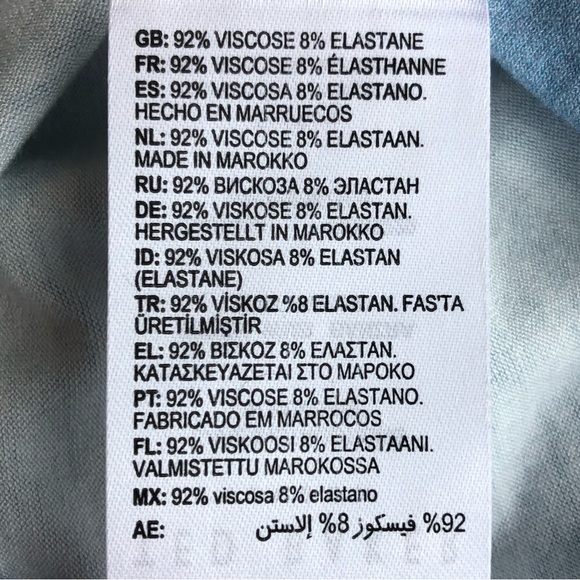 GB: 92% VISCOSE 8% ELASTANE
FR: 92% VISCOSE 8% ÉLASTHANNE
ES: 92% VISCOSA 8% ELASTANO.
HECHO EN MARRUECOS
NL: 92% VISCOSE 8% ELASTAAN.
MADE IN MAROKKO
RU: 92% ВИСКОЗА 8% ЭЛАСТАН
DE: 92% VISKOSE 8% ELASTAN.
HERGESTELLT IN MAROKKO
ID: 92% VISKOSA 8% ELASTAN
(ELASTANE)
TR: 92% VİSKOZ %8 ELASTAN. FAS'TA
ÜRETİLMİŞTİR
EL: 92% ΒΙΣΚΟΖ 8% ΕΛΑΣΤΑΝ.
ΚΑΤΑΣΚΕΥΑΖΕΤΑΙ ΣΤΟ ΜΑΡΟΚΟ
PT: 92% VISCOSE 8% ELASTANO.
FABRICADO EM MARROCOS
FL: 92% VISKOOSI 8% ELASTAANI.
VALMISTETTU MAROKOSSA
MX: 92% viscosa 8% elastano
AE: 92% فيسكوز 8% إلاستن